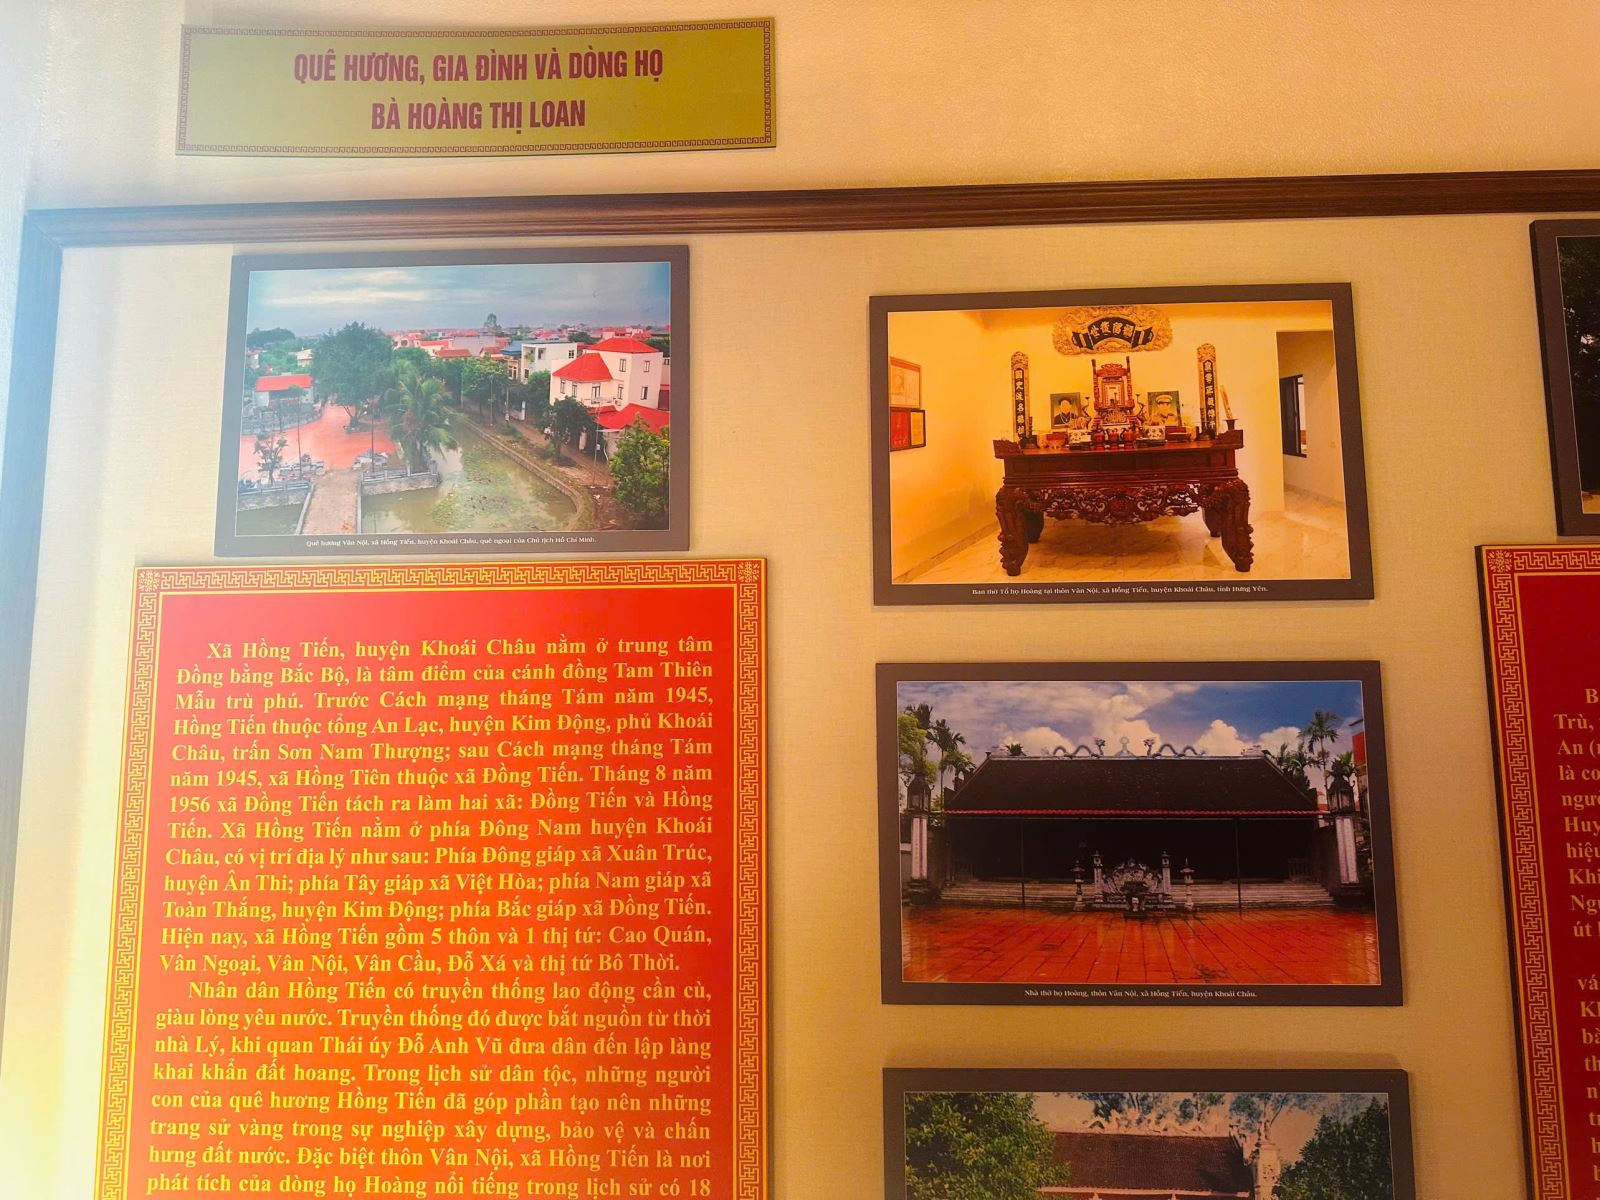 QUÊ HƯƠNG, GIA ĐÌNH VÀ DÒNG HỌ
BÀ HOÀNG THỊ LOAN
Quê hương Vân Nội, xã Hồng Tiến, huyện Khoái Châu, quê ngoại của Chủ tịch Hồ Chí Minh.
Xã Hồng Tiến, huyện Khoái Châu nằm ở trung tâm
Đồng bằng Bắc Bộ, là tâm điểm của cánh đồng Tam Thiên
Mẫu trù phú. Trước Cách mạng tháng Tám năm 1945,
Hồng Tiến thuộc tổng An Lạc, huyện Kim Động, phủ Khoái
Châu, trấn Sơn Nam Thượng; sau Cách mạng tháng Tám
năm 1945, xã Hồng Tiên thuộc xã Đồng Tiến. Tháng 8 năm
1956 xã Đồng Tiến tách ra làm hai xã: Đồng Tiến và Hồng
Tiến. Xã Hồng Tiến nằm ở phía Đông Nam huyện Khoái
Châu, có vị trí địa lý như sau: Phía Đông giáp xã Xuân Trúc,
huyện Ân Thi; phía Tây giáp xã Việt Hòa; phía Nam giáp xã
Toàn Thắng, huyện Kim Động; phía Bắc giáp xã Đồng Tiến.
Hiện nay, xã Hồng Tiến gồm 5 thôn và 1 thị tứ: Cao Quán,
Vân Ngoại, Vân Nội, Vân Cầu, Đỗ Xá và thị tứ Bô Thời.
Nhân dân Hồng Tiến có truyền thống lao động cần cù,
giàu lòng yêu nước. Truyền thống đó được bắt nguồn từ thời
nhà Lý, khi quan Thái úy Đỗ Anh Vũ đưa dân đến lập làng
khai khẩn đất hoang. Trong lịch sử dân tộc, những người
con của quê hương Hồng Tiến đã góp phần tạo nên những
trang sử vàng trong sự nghiệp xây dựng, bảo vệ và chấn
hưng đất nước. Đặc biệt thôn Vân Nội, xã Hồng Tiến là nơi
phát tích của dòng họ Hoàng nổi tiếng trong lịch sử có 18
Ban thờ Tổ họ Hoàng tại thôn Vân Nội, xã Hồng Tiến, huyện Khoái Châu, tỉnh Hưng Yên.
Nhà thờ họ Hoàng, thôn Vân Nội, xã Hồng Tiến, huyện Khoái Châu.
Trù,
An
là
Huy
hiệu
Khi
út